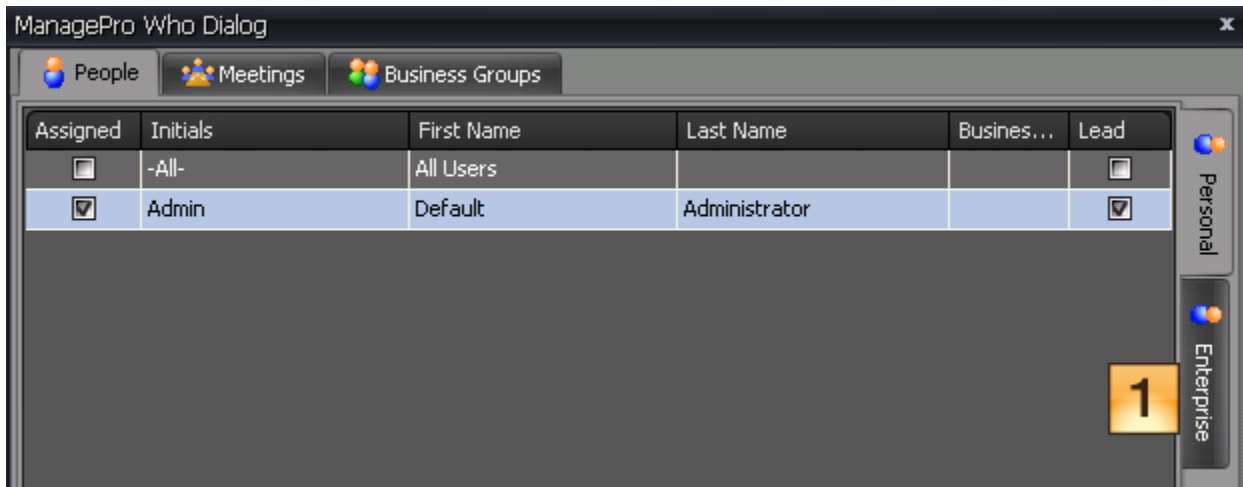 ManagePro Who Dialog x
People Meetings Business Groups
Assigned Initials First Name Last Name Busines... Lead
-All- All Users
Admin Default Administrator
Personal
Enterprise
1